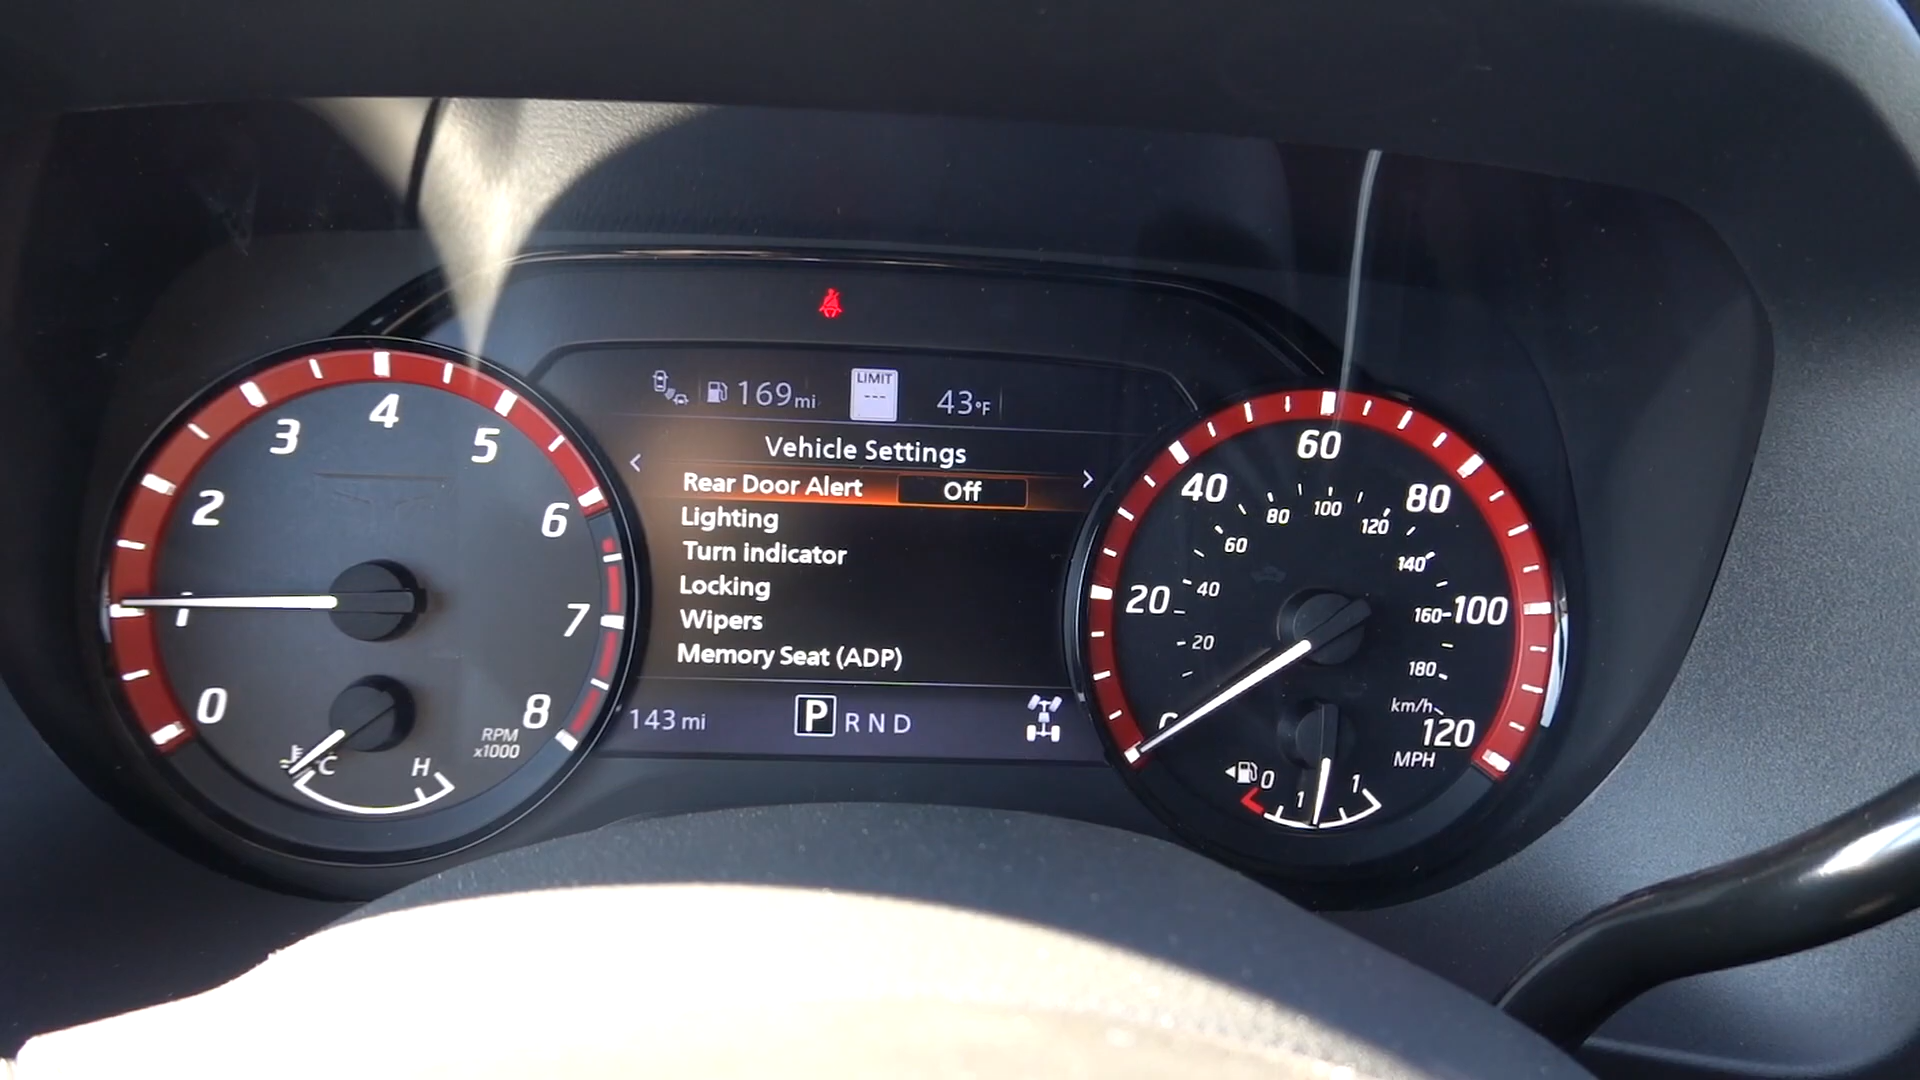 LIMIT
169 mi
---
43°F
Vehicle Settings
Rear Door Alert Off
Lighting
Turn indicator
Locking
Wipers
Memory Seat (ADP)
143 mi
P R N D
0
1
2
3
4
5
6
7
8
RPM
x1000
C H
0
20
40
60
80
100
120
MPH
20
40
60
80
100
120
140
160
180
km/h
0
1
1